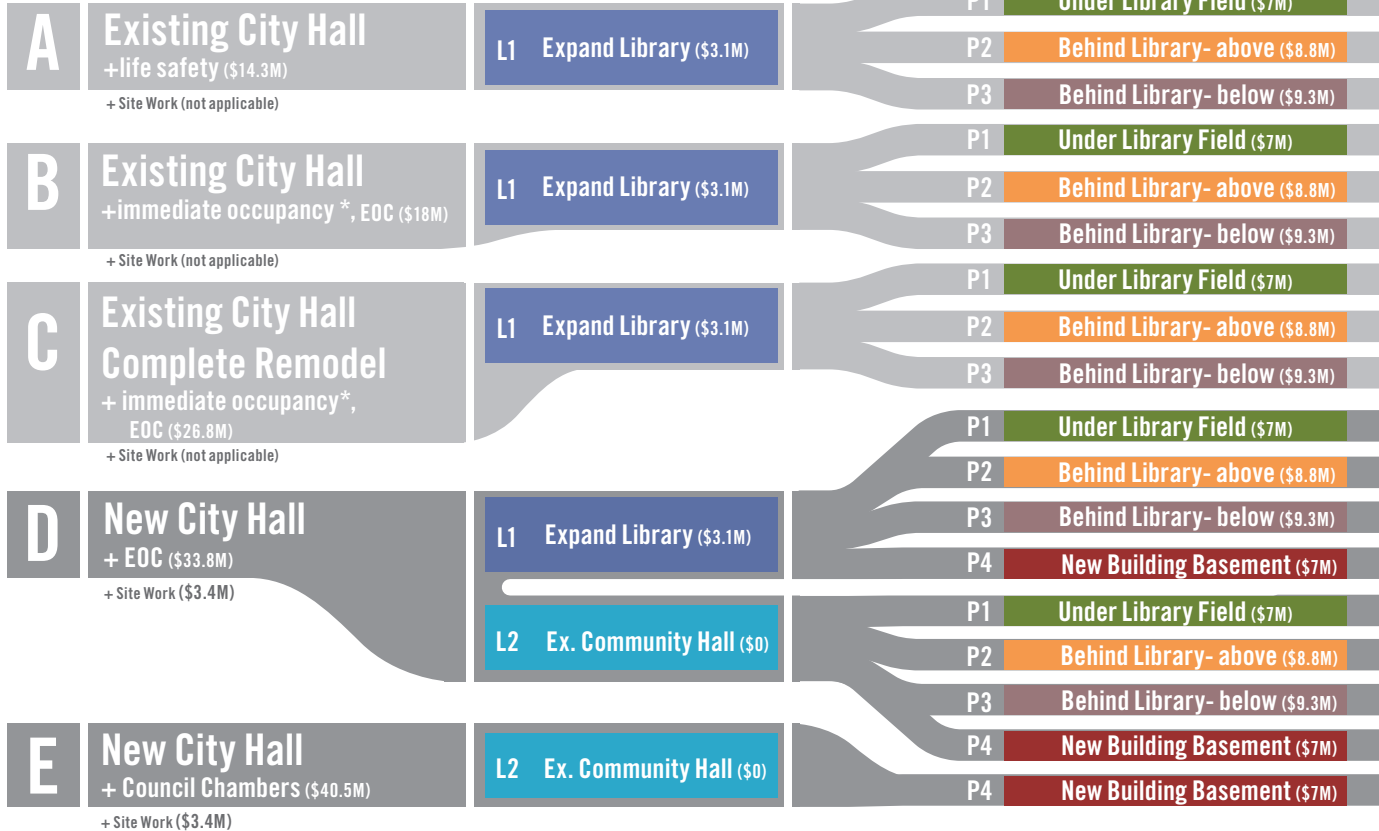 A
Existing City Hall
+life safety ($14.3M)
+ Site Work (not applicable)
L1 Expand Library ($3.1M)
P1 Under Library Field ($7M)
P2 Behind Library- above ($8.8M)
P3 Behind Library- below ($9.3M)
B
Existing City Hall
+immediate occupancy *, EOC ($18M)
+ Site Work (not applicable)
L1 Expand Library ($3.1M)
P1 Under Library Field ($7M)
P2 Behind Library- above ($8.8M)
P3 Behind Library- below ($9.3M)
C
Existing City Hall
Complete Remodel
+ immediate occupancy*,
EOC ($26.8M)
+ Site Work (not applicable)
L1 Expand Library ($3.1M)
P1 Under Library Field ($7M)
P2 Behind Library- above ($8.8M)
P3 Behind Library- below ($9.3M)
D
New City Hall
+ EOC ($33.8M)
+ Site Work ($3.4M)
L1 Expand Library ($3.1M)
P1 Under Library Field ($7M)
P2 Behind Library- above ($8.8M)
P3 Behind Library- below ($9.3M)
P4 New Building Basement ($7M)
L2 Ex. Community Hall ($0)
P1 Under Library Field ($7M)
P2 Behind Library- above ($8.8M)
P3 Behind Library- below ($9.3M)
P4 New Building Basement ($7M)
E
New City Hall
+ Council Chambers ($40.5M)
+ Site Work ($3.4M)
L2 Ex. Community Hall ($0)
P4 New Building Basement ($7M)